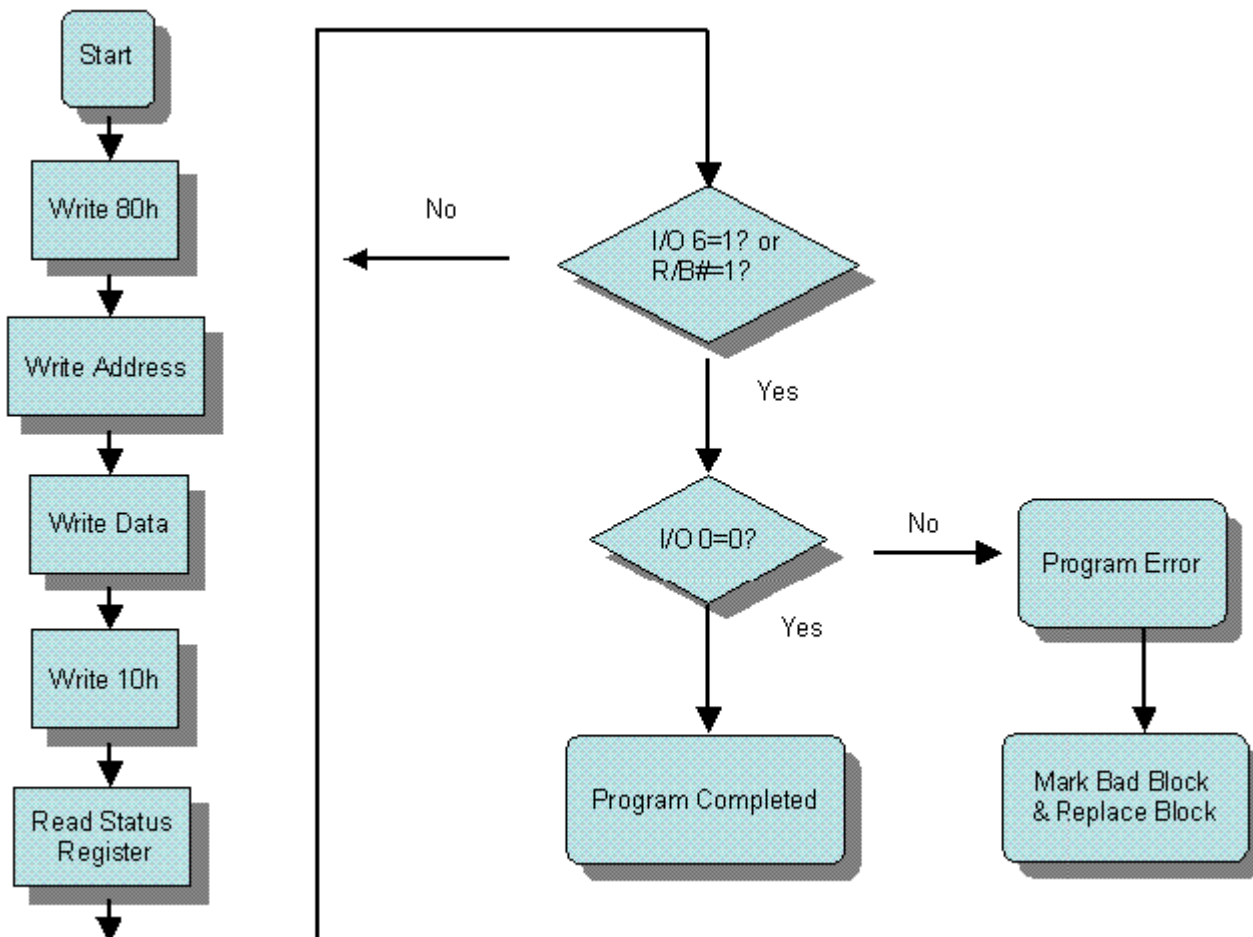 Start
Write 80h
Write Address
Write Data
Write 10h
Read Status
Register
No
I/O 6=1? or
R/B#=1?
Yes
I/O 0=0?
No
Program Error
Yes
Program Completed
Mark Bad Block
& Replace Block